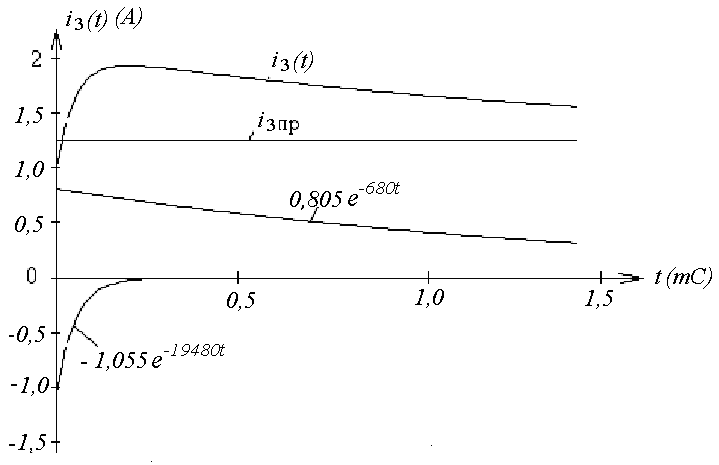 i3(t) (A)
2
i3(t)
1,5
i3пр
1,0
0,805 e-680t
0,5
0
t (mC)
0,5
1,0
1,5
-0,5
- 1,055 e-19480t
-1,0
-1,5